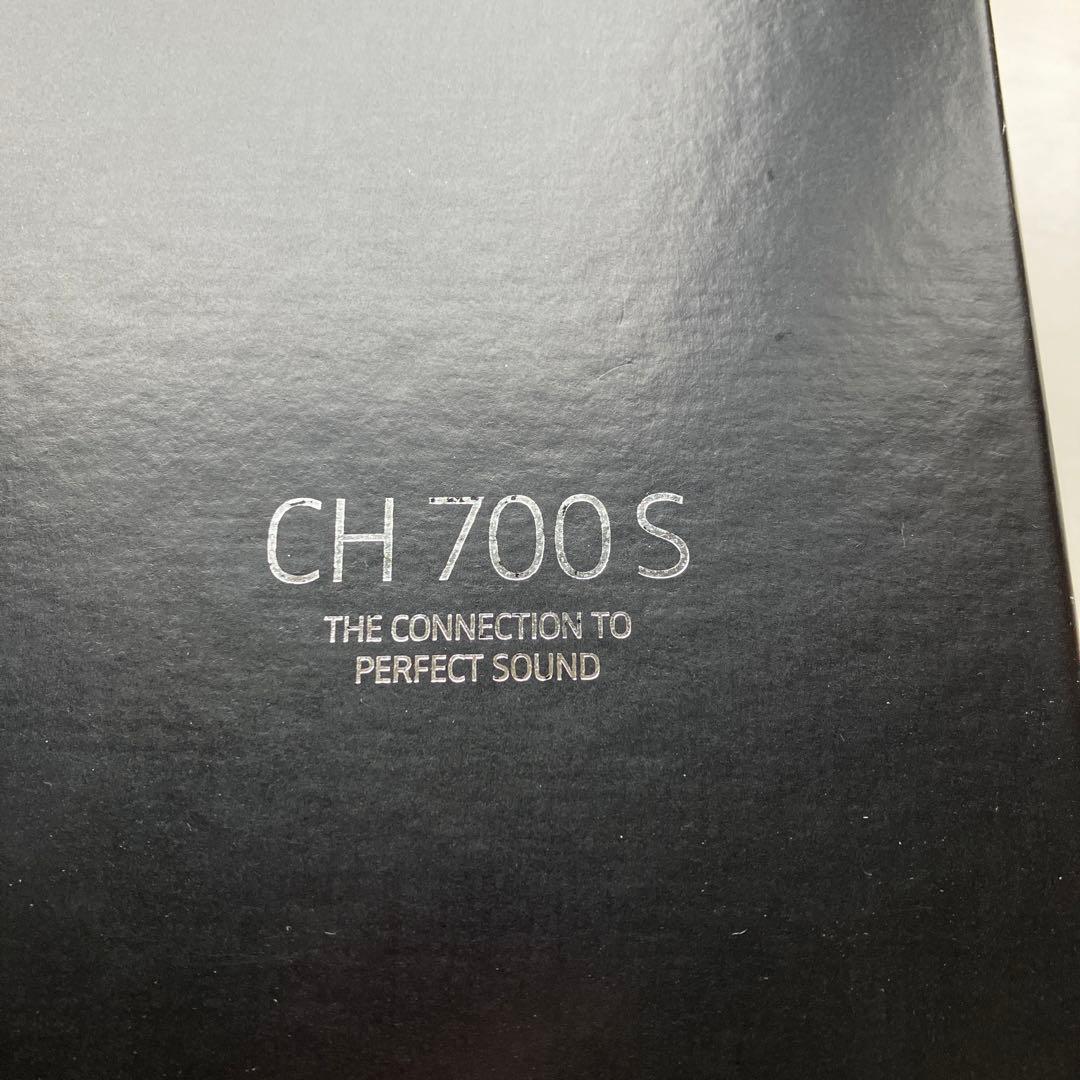 CH 700 S
THE CONNECTION TO
PERFECT SOUND